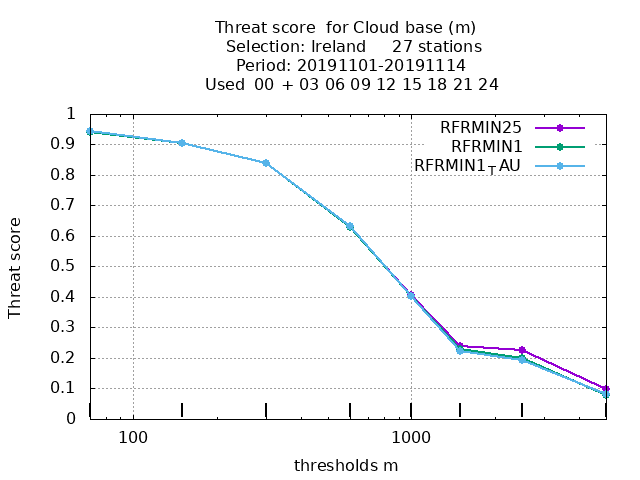 Threat score for Cloud base (m)
Selection: Ireland 27 stations
Period: 20191101-20191114
Used 00 + 03 06 09 12 15 18 21 24
RFRMIN25
RFRMIN1
RFRMIN1TAU
1
0.9
0.8
0.7
0.6
0.5
0.4
0.3
0.2
0.1
0
Threat score
100 1000
thresholds m